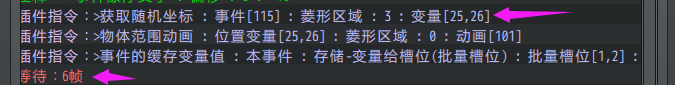 插件指令：>获取随机坐标 : 事件[115] : 菱形区域 : 3 : 变量[25,26]
插件指令：>物体范围动画 : 位置变量[25,26] : 菱形区域 : 0 : 动画[101]
插件指令：>事件的缓存变量值 : 本事件 : 存储-变量给槽位(批量槽位) : 批量槽位[1,2] :
等待：6帧